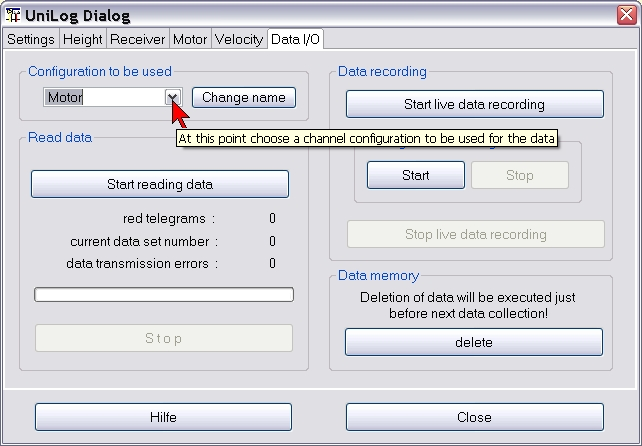 UniLog Dialog
Settings Height Receiver Motor Velocity Data I/O
Configuration to be used
Motor
Change name
At this point choose a channel configuration to be used for the data
Read data
Start reading data
red telegrams : 0
current data set number : 0
data transmission errors : 0
Stop
Data recording
Start live data recording
Start Stop
Stop live data recording
Data memory
Deletion of data will be executed just
before next data collection!
delete
Hilfe
Close